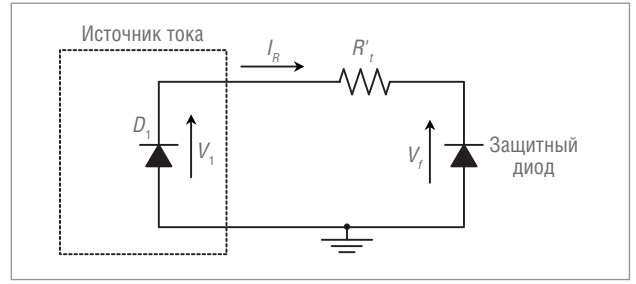 Источник тока
I_R
R'_t
D_1
V_1
V_f
Защитный
диод